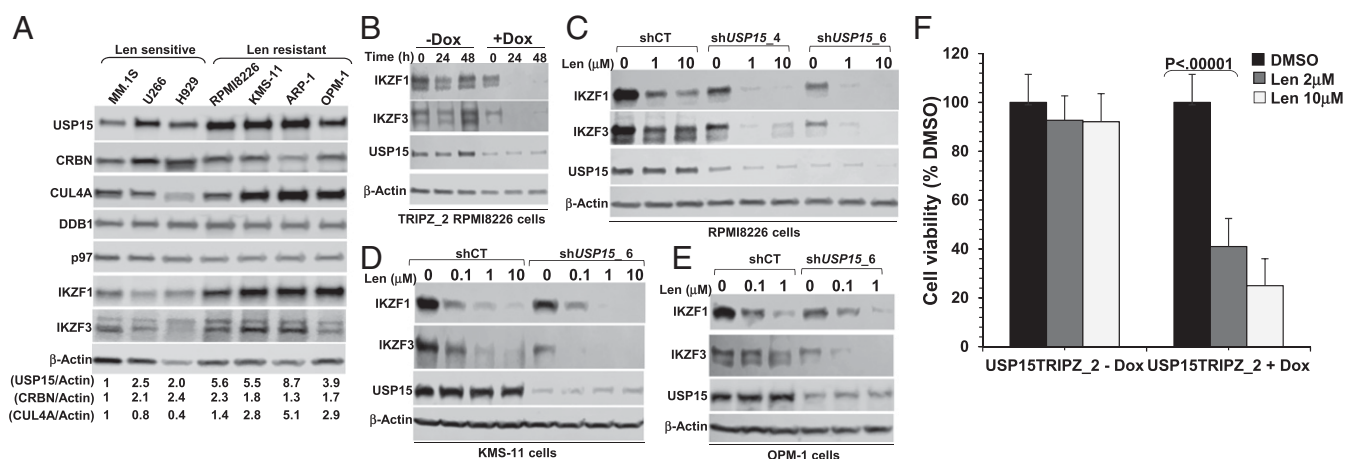 A
Len sensitive Len resistant
MM.1S U266 H929 RPMI8226 KMS-11 ARP-1 OPM-1
USP15
CRBN
CUL4A
DDB1
p97
IKZF1
IKZF3
β-Actin
(USP15/Actin) 1 2.5 2.0 5.6 5.5 8.7 3.9
(CRBN/Actin) 1 2.1 2.4 2.3 1.8 1.3 1.7
(CUL4A/Actin) 1 0.8 0.4 1.4 2.8 5.1 2.9
B
-Dox +Dox
Time (h) 0 24 48 0 24 48
IKZF1
IKZF3
USP15
β-Actin
TRIPZ_2 RPMI8226 cells
C
shCT shUSP15_4 shUSP15_6
Len (μM) 0 1 10 0 1 10 0 1 10
IKZF1
IKZF3
USP15
β-Actin
RPMI8226 cells
D
shCT shUSP15_6
Len (μM) 0 0.1 1 10 0 0.1 1 10
IKZF1
IKZF3
USP15
β-Actin
KMS-11 cells
E
shCT shUSP15_6
Len (μM) 0 0.1 1 0 0.1 1
IKZF1
IKZF3
USP15
β-Actin
OPM-1 cells
F
Cell viability (% DMSO)
120
100
80
60
40
20
0
P<.00001
DMSO
Len 2μM
Len 10μM
USP15TRIPZ_2 - Dox USP15TRIPZ_2 + Dox